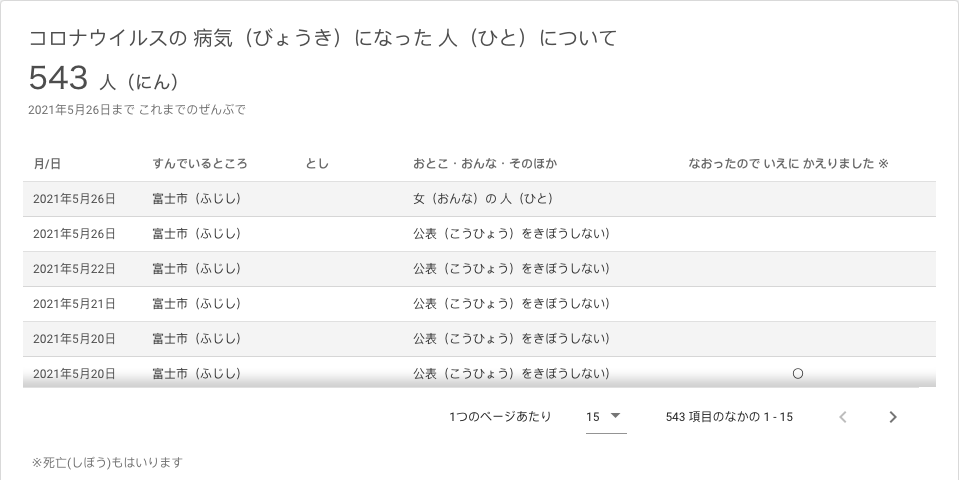 コロナウイルスの 病気（びょうき）になった 人（ひと）について
543 人（にん）
2021年5月26日まで これまでのぜんぶで
月/日 すんでいるところ とし おとこ・おんな・そのほか なおったので いえに かえりました ※
2021年5月26日 富士市（ふじし） 女（おんな）の 人（ひと）
2021年5月26日 富士市（ふじし） 公表（こうひょう）をきぼうしない）
2021年5月22日 富士市（ふじし） 公表（こうひょう）をきぼうしない）
2021年5月21日 富士市（ふじし） 公表（こうひょう）をきぼうしない）
2021年5月20日 富士市（ふじし） 公表（こうひょう）をきぼうしない）
2021年5月20日 富士市（ふじし） 公表（こうひょう）をきぼうしない） ○
1つのページあたり 15 543 項目のなかの 1 - 15
※死亡(しぼう)もはいります